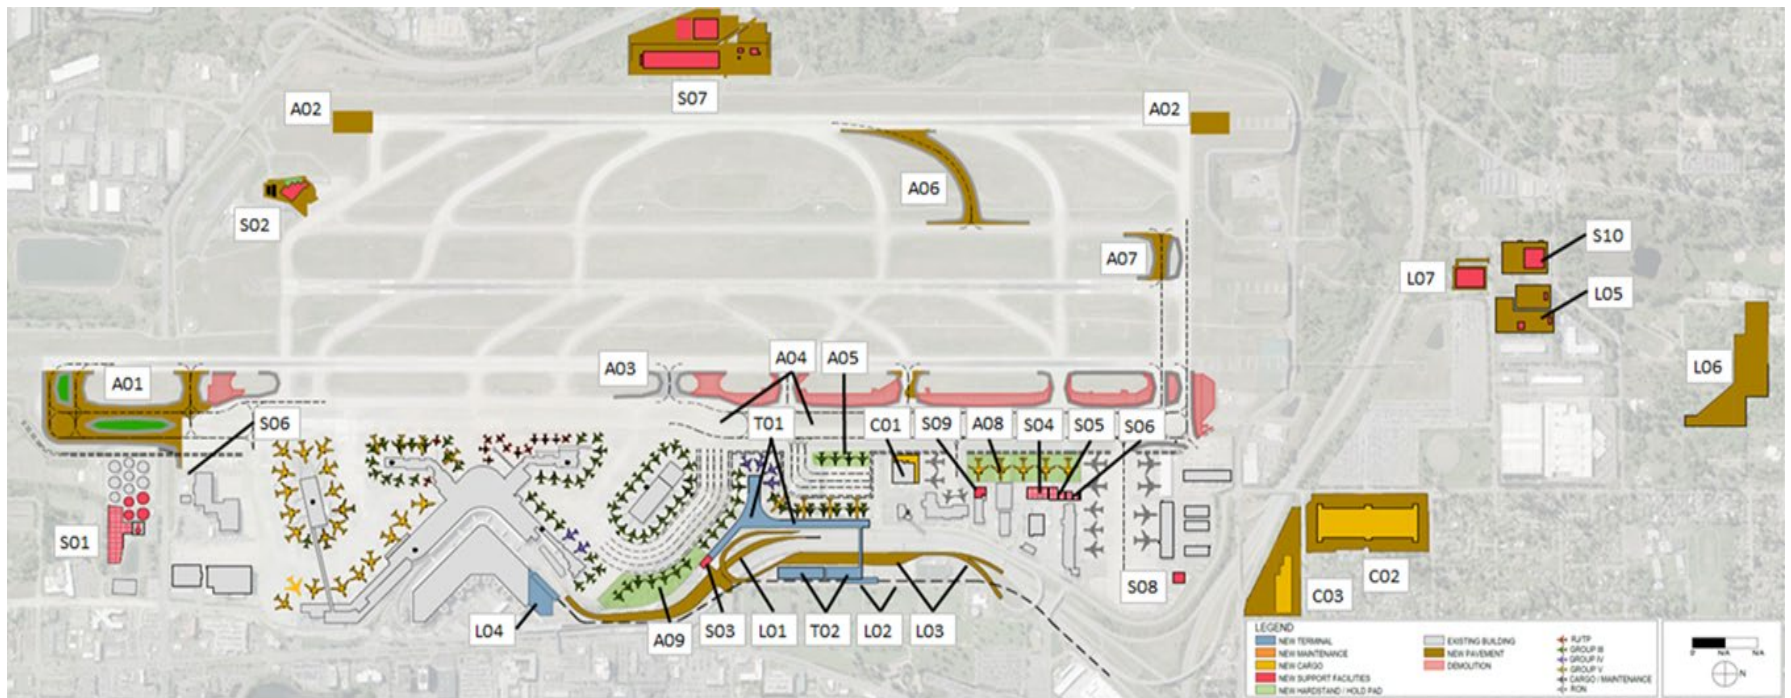 S07
A02
A02
A06
S02
A07
S10
L07
L05
A01
A03
A04
A05
L06
S06
T01
C01
S09
A08
S04
S05
S06
S01
S08
C02
C03
L04
A09
S03
L01
T02
L02
L03
LEGEND
NEW TERMINAL
NEW MAINTENANCE
NEW CARGO
NEW SUPPORT FACILITIES
NEW HARDSTAND / HOLD PAD
EXISTING BUILDING
NEW PAVEMENT
DEMOLITION
RJ/TP
GROUP III
GROUP IV
GROUP V
CARGO / MAINTENANCE
RON
0 N/A N/A
N